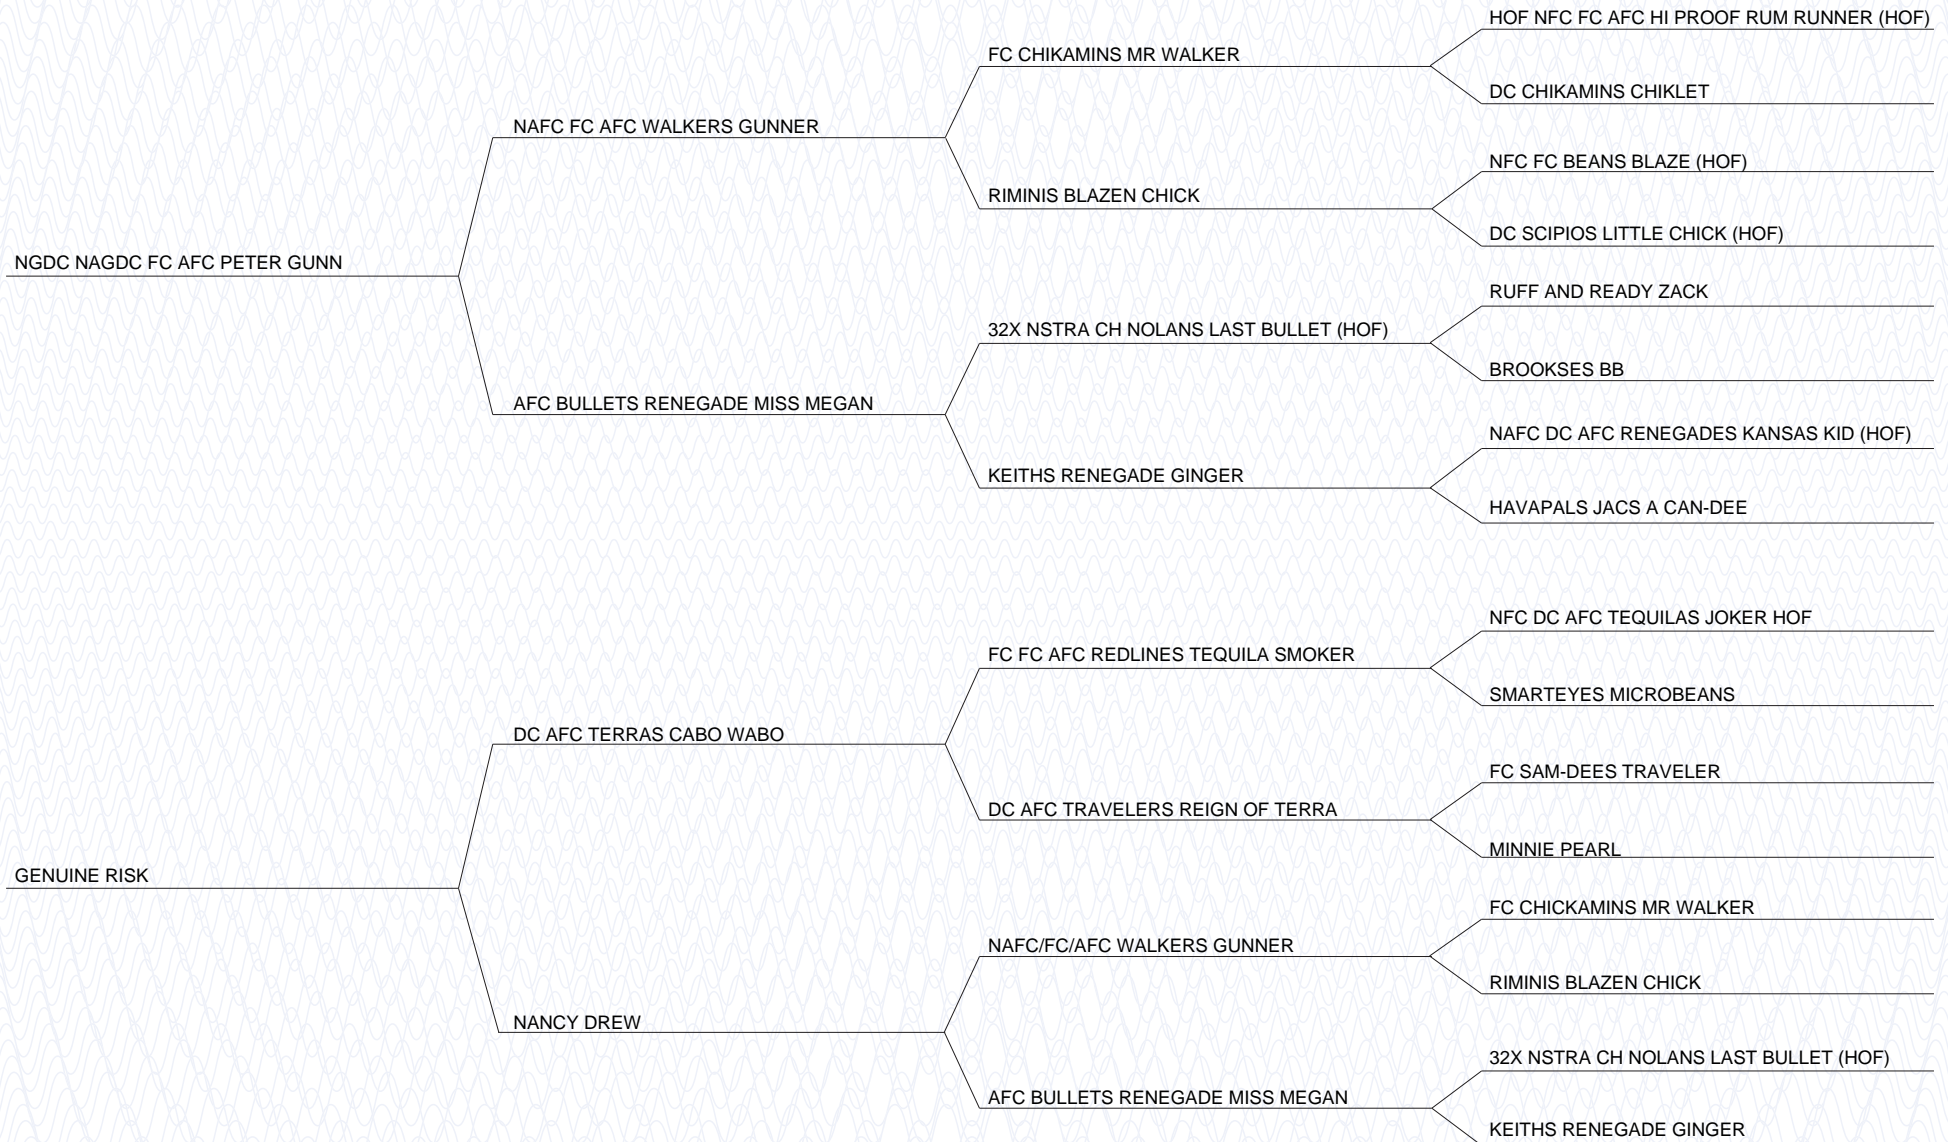 HOF NFC FC AFC HI PROOF RUM RUNNER (HOF)
FC CHIKAMINS MR WALKER
DC CHIKAMINS CHIKLET
NAFC FC AFC WALKERS GUNNER
NFC FC BEANS BLAZE (HOF)
RIMINIS BLAZEN CHICK
DC SCIPIOS LITTLE CHICK (HOF)
NGDC NAGDC FC AFC PETER GUNN
RUFF AND READY ZACK
32X NSTRA CH NOLANS LAST BULLET (HOF)
BROOKSES BB
AFC BULLETS RENEGADE MISS MEGAN
NAFC DC AFC RENEGADES KANSAS KID (HOF)
KEITHS RENEGADE GINGER
HAVAPALS JACS A CAN-DEE
NFC DC AFC TEQUILAS JOKER HOF
FC FC AFC REDLINES TEQUILA SMOKER
SMARTEYES MICROBEANS
DC AFC TERRAS CABO WABO
FC SAM-DEES TRAVELER
DC AFC TRAVELERS REIGN OF TERRA
MINNIE PEARL
GENUINE RISK
FC CHICKAMINS MR WALKER
NAFC/FC/AFC WALKERS GUNNER
RIMINIS BLAZEN CHICK
NANCY DREW
32X NSTRA CH NOLANS LAST BULLET (HOF)
AFC BULLETS RENEGADE MISS MEGAN
KEITHS RENEGADE GINGER